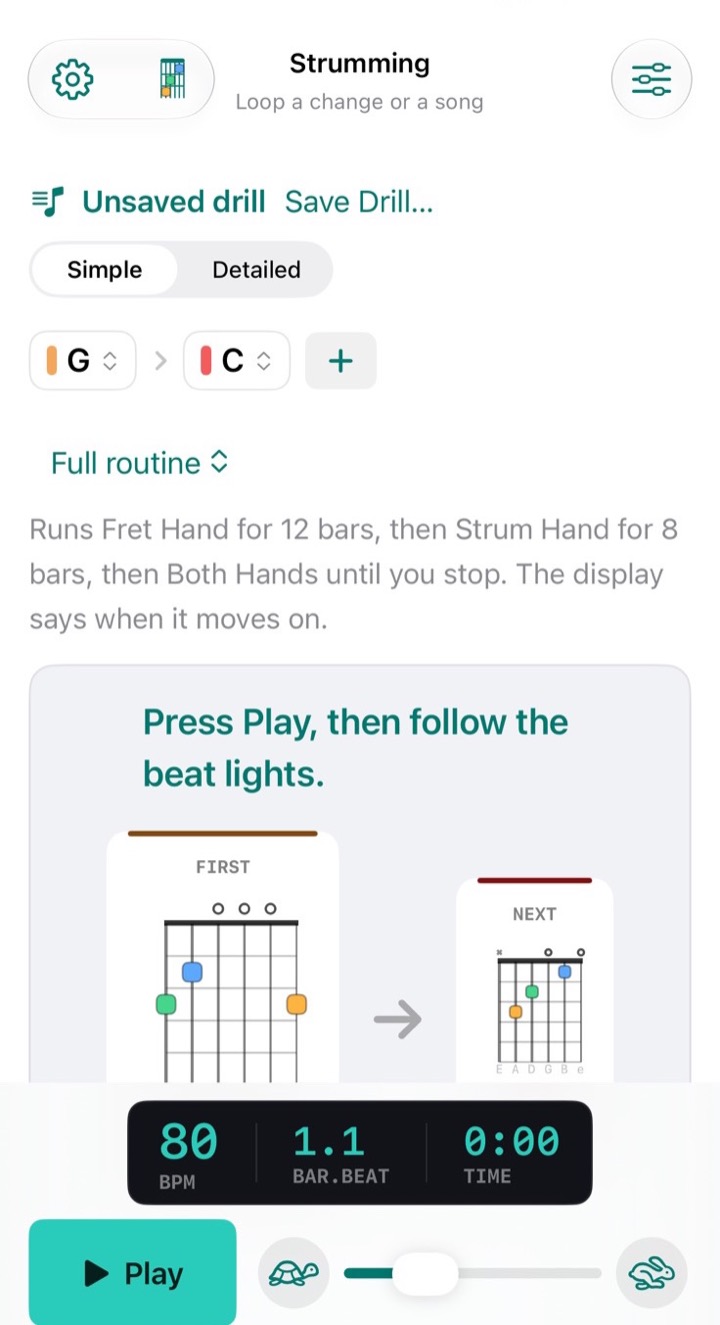 Strumming
Loop a change or a song
Unsaved drill Save Drill...
Simple Detailed
G C +
Full routine
Runs Fret Hand for 12 bars, then Strum Hand for 8
bars, then Both Hands until you stop. The display
says when it moves on.
Press Play, then follow the
beat lights.
FIRST
NEXT
E A D G B e
80 1.1 0:00
BPM BAR.BEAT TIME
Play